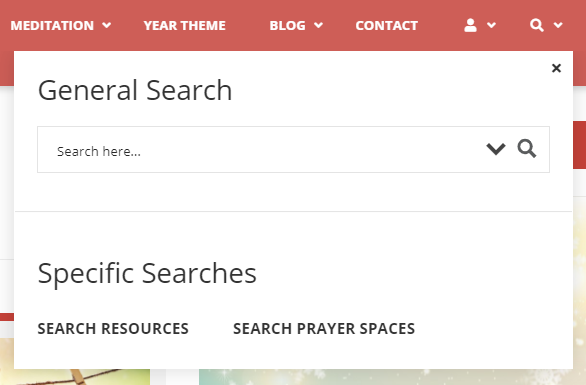 MEDITATION YEAR THEME BLOG CONTACT
General Search
Search here...
Specific Searches
SEARCH RESOURCES SEARCH PRAYER SPACES